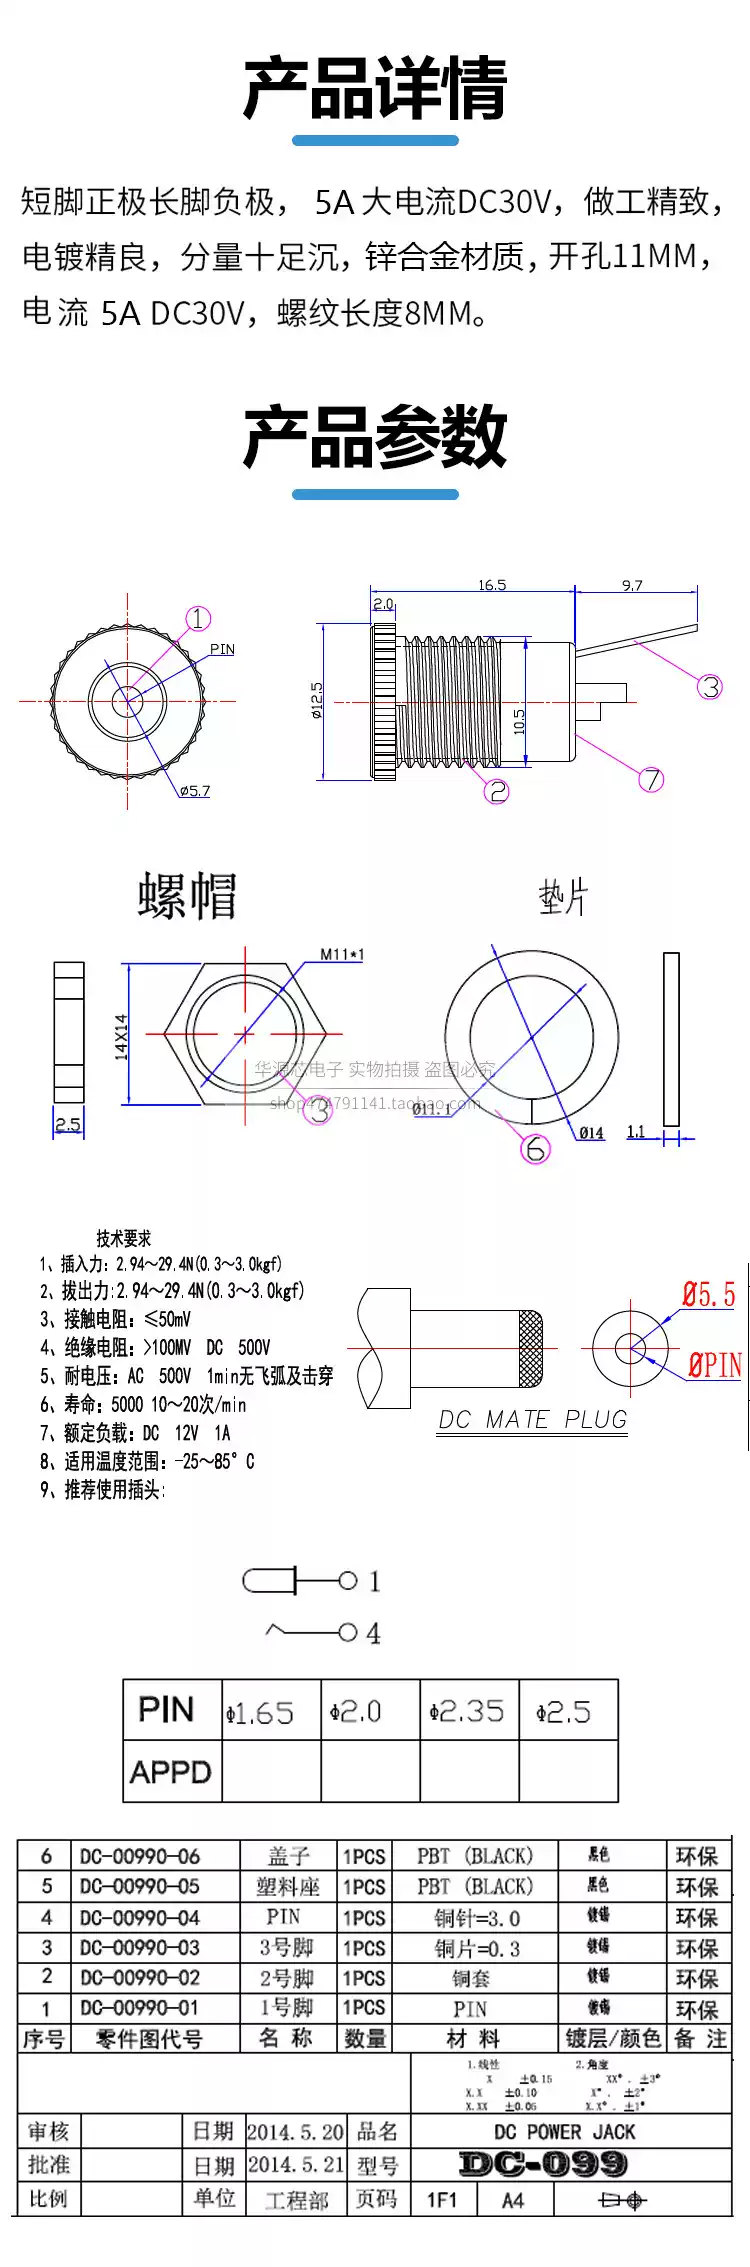 产品详情
短脚正极长脚负极， 5A 大电流DC30V，做工精致，
电镀精良，分量十足沉，锌合金材质，开孔11MM，
电流 5A DC30V，螺纹长度8MM。
产品参数
16.5
9.7
2.0
1
PIN
3
ø12.5
10.5
7
2
ø5.7
螺帽
垫片
M11*1
14X14
2.5
3
Ø11.1
6
Ø14
1.1
华源芯电子 实物拍摄 盗图必究
shop474791141.taobao.com
技术要求
1、插入力：2.94～29.4N(0.3～3.0kgf)
2、拔出力:2.94～29.4N(0.3～3.0kgf)
3、接触电阻：≤50mV
4、绝缘电阻：>100MV DC 500V
5、耐电压：AC 500V 1min无飞弧及击穿
6、寿命：5000 10～20次/min
7、额定负载：DC 12V 1A
8、适用温度范围：-25～85°C
9、推荐使用插头:
Ø5.5
ØPIN
DC MATE PLUG
1
4
PIN Φ1.65 Φ2.0 Φ2.35 Φ2.5
APPD
6 DC-00990-06 盖子 1PCS PBT (BLACK) 黑色 环保
5 DC-00990-05 塑料座 1PCS PBT (BLACK) 黑色 环保
4 DC-00990-04 PIN 1PCS 铜针=3.0 镀锡 环保
3 DC-00990-03 3号脚 1PCS 铜片=0.3 镀锡 环保
2 DC-00990-02 2号脚 1PCS 铜套 镀锡 环保
1 DC-00990-01 1号脚 1PCS PIN 镀锡 环保
序号 零件图代号 名 称 数量 材 料 镀层/颜色 备 注
1.线性 2.角度
X ±0.15 XX° . ±3°
X.X ±0.10 X° . ±2°
X.XX ±0.05 X.X° . ±1°
审核 日期 2014.5.20 品名 DC POWER JACK
批准 日期 2014.5.21 型号 DC-099
比例 单位 工程部 页码 1F1 A4